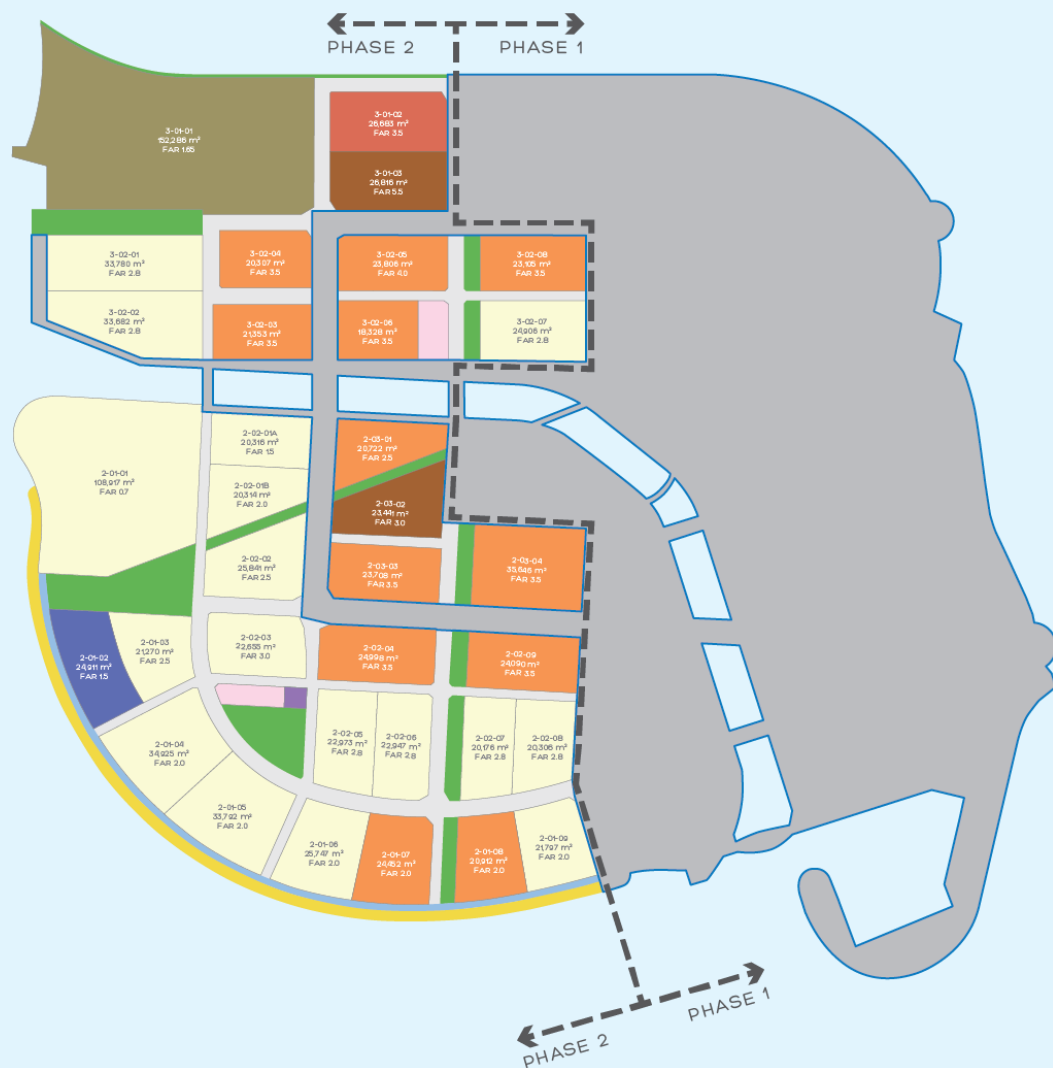 PHASE 2
PHASE 1
3-01-01
152,286 m²
FAR 1.65
3-01-02
26,683 m²
FAR 3.5
3-01-03
26,816 m²
FAR 5.5
3-02-01
33,780 m²
FAR 2.8
3-02-04
20,307 m²
FAR 3.5
3-02-05
23,806 m²
FAR 4.0
3-02-08
23,105 m²
FAR 3.5
3-02-02
33,682 m²
FAR 2.8
3-02-03
21,353 m²
FAR 3.5
3-02-06
18,328 m²
FAR 3.5
3-02-07
24,905 m²
FAR 2.8
2-01-01
108,917 m²
FAR 0.7
2-02-01A
20,316 m²
FAR 1.5
2-03-01
20,722 m²
FAR 2.5
2-02-01B
20,314 m²
FAR 2.0
2-03-02
23,441 m²
FAR 3.0
2-02-02
25,841 m²
FAR 2.5
2-03-03
23,708 m²
FAR 3.5
2-03-04
35,646 m²
FAR 3.5
2-01-02
24,911 m²
FAR 1.5
2-01-03
21,270 m²
FAR 2.5
2-02-03
22,655 m²
FAR 3.0
2-02-04
24,998 m²
FAR 3.5
2-02-09
24,090 m²
FAR 3.5
2-01-04
34,925 m²
FAR 2.0
2-02-05
22,973 m²
FAR 2.8
2-02-06
22,947 m²
FAR 2.8
2-02-07
20,176 m²
FAR 2.8
2-02-08
20,306 m²
FAR 2.8
2-01-05
33,792 m²
FAR 2.0
2-01-06
25,747 m²
FAR 2.0
2-01-07
24,452 m²
FAR 2.0
2-01-08
20,912 m²
FAR 2.0
2-01-09
21,797 m²
FAR 2.0
PHASE 1
PHASE 2